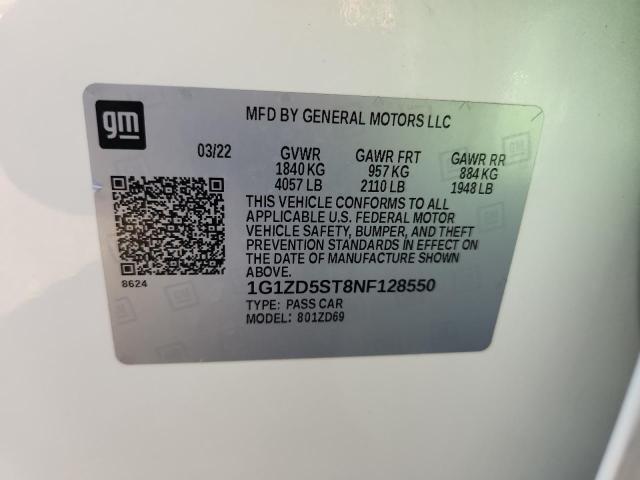 gm
MFD BY GENERAL MOTORS LLC
03/22 GVWR GAWR FRT GAWR RR
1840 KG 957 KG 884 KG
4057 LB 2110 LB 1948 LB
THIS VEHICLE CONFORMS TO ALL
APPLICABLE U.S. FEDERAL MOTOR
VEHICLE SAFETY, BUMPER, AND THEFT
PREVENTION STANDARDS IN EFFECT ON
THE DATE OF MANUFACTURE SHOWN
ABOVE.
8624
1G1ZD5ST8NF128550
TYPE: PASS CAR
MODEL: 801ZD69